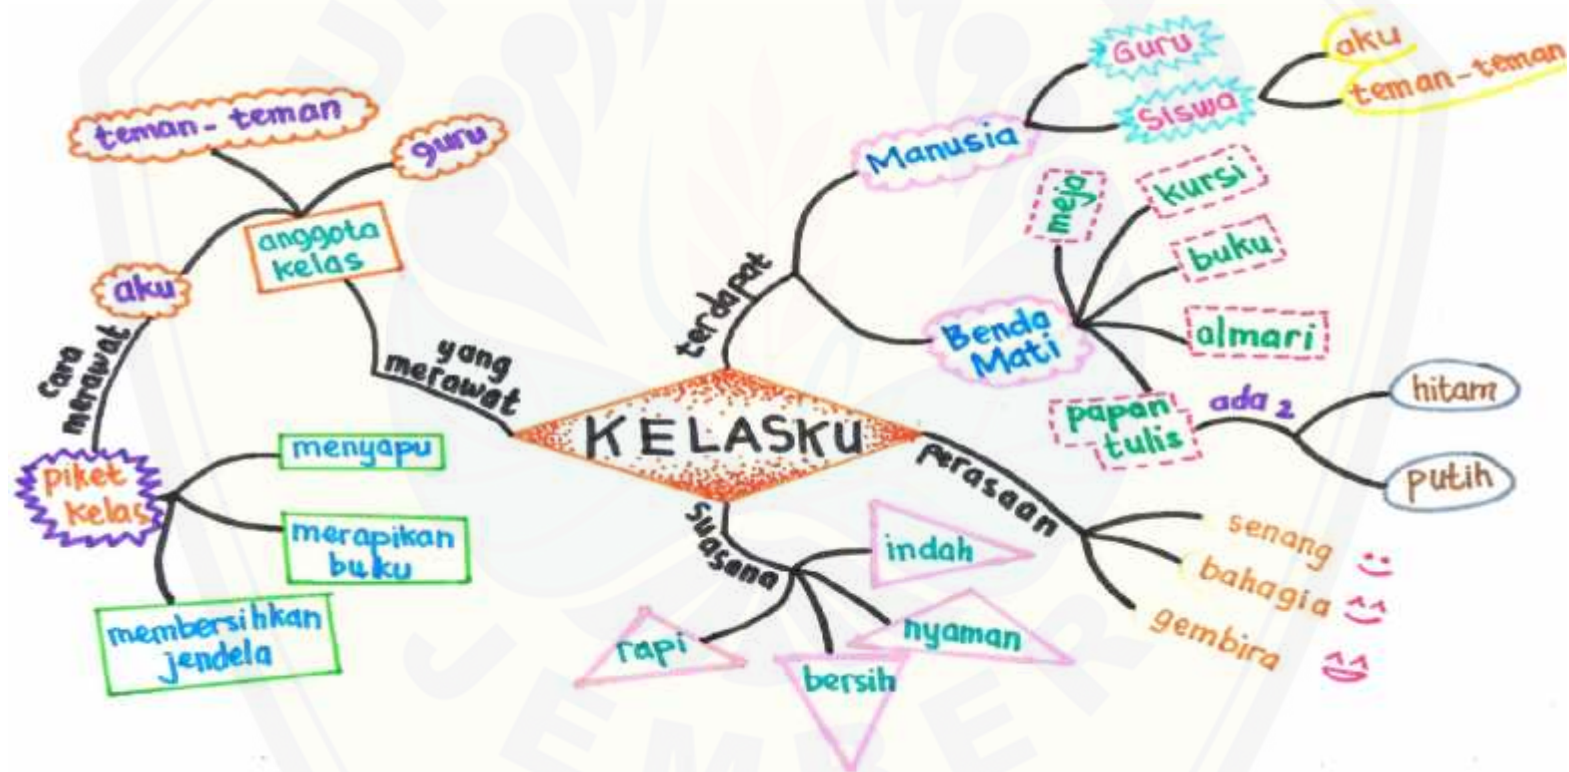 KELASKU
terdapat
Manusia
Guru
Siswa
aku
teman-teman
Benda
Mati
meja
kursi
buku
almari
papan
tulis
ada 2
hitam
putih
perasaan
senang
bahagia
gembira
suasana
indah
nyaman
bersih
rapi
yang
merawat
anggota
kelas
teman-teman
guru
aku
cara
merawat
piket
kelas
menyapu
merapikan
buku
membersihkan
jendela
JEMBER